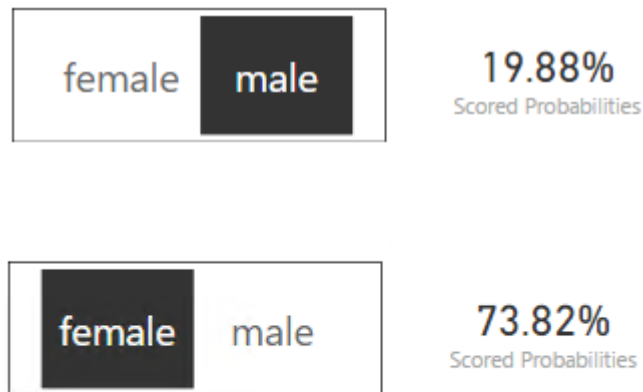 female male 19.88%
Scored Probabilities
female male 73.82%
Scored Probabilities